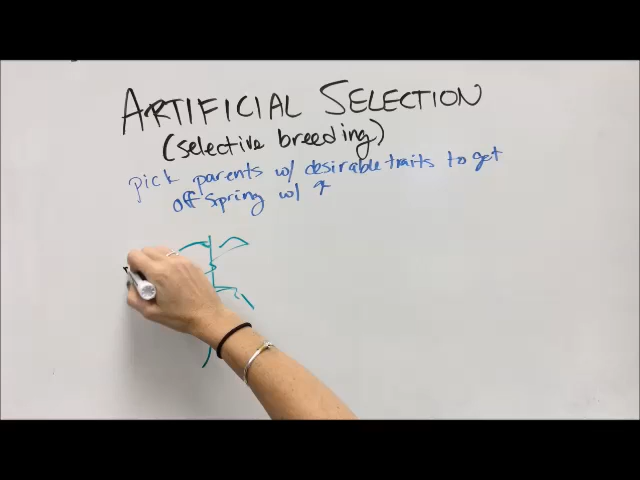 ARTIFICIAL SELECTION
(selective breeding)
pick parents w/ desirable traits to get
offspring w/ ↑